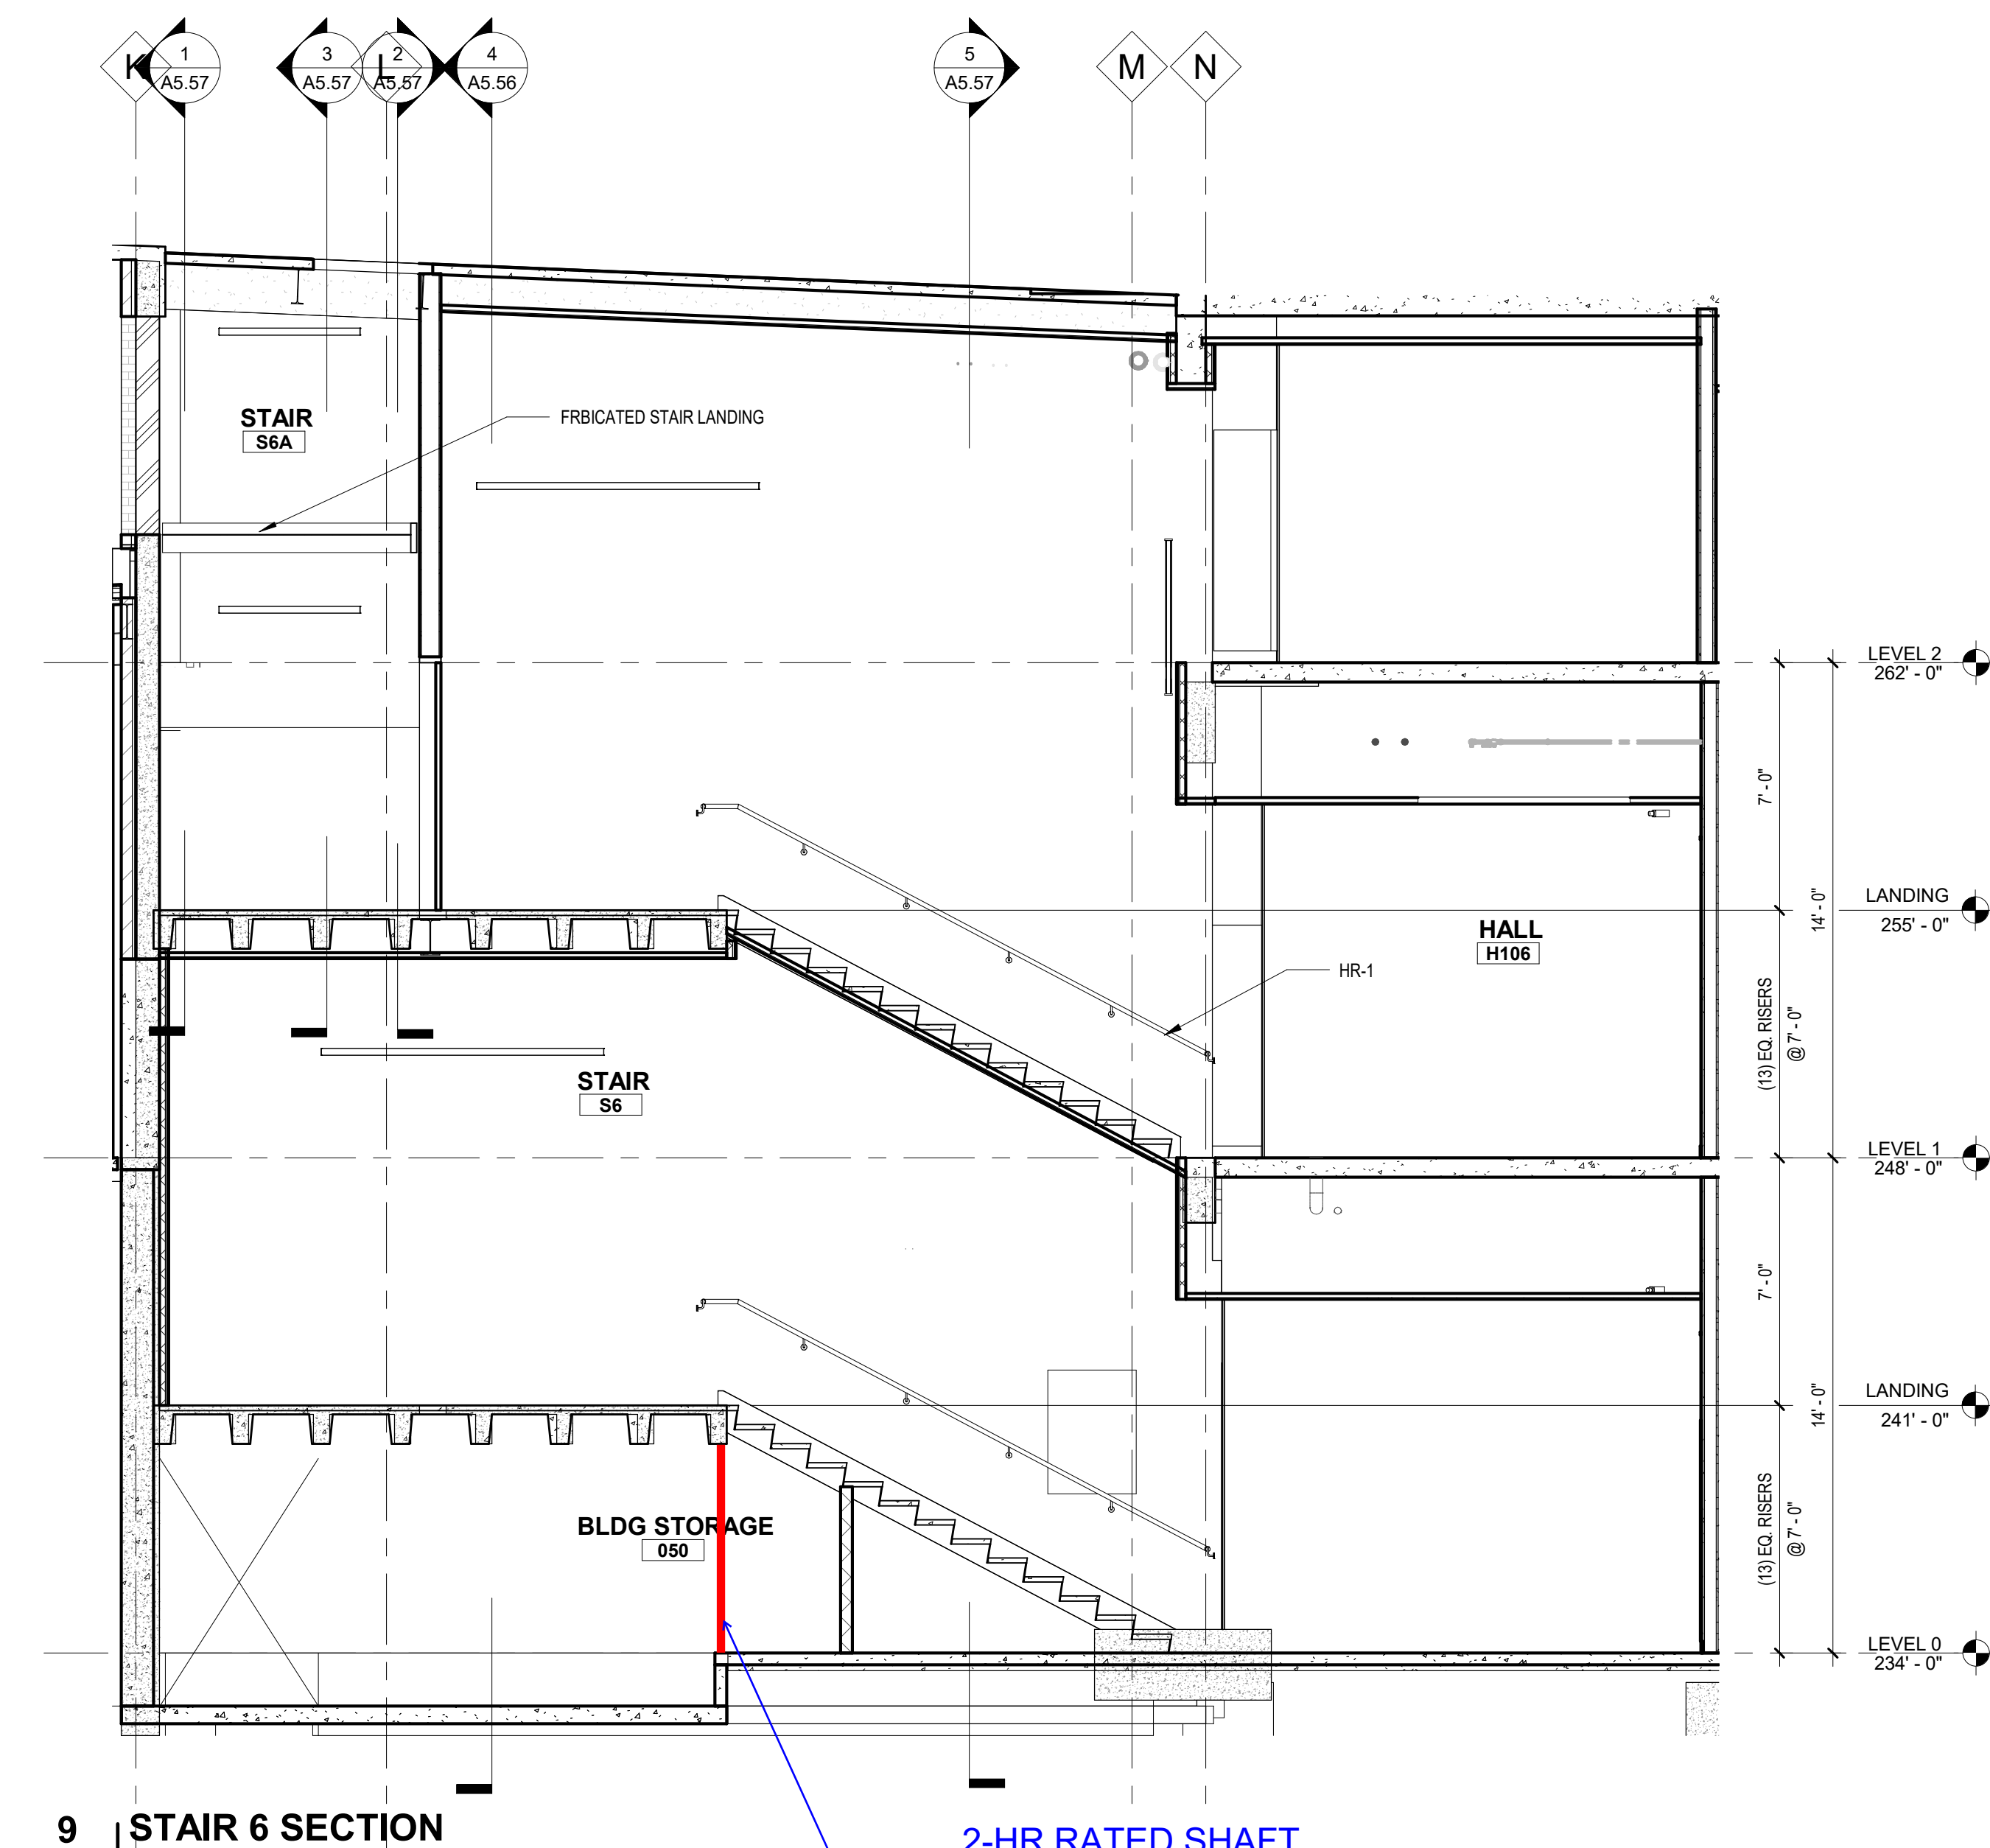 K
1
A5.57
3
A5.57
L
2
A5.57
4
A5.56
5
A5.57
M
N
STAIR
S6A
FRBICATED STAIR LANDING
LEVEL 2
262' - 0"
7' - 0"
14' - 0"
LANDING
255' - 0"
HALL
H106
HR-1
(13) EQ. RISERS
@ 7' - 0"
STAIR
S6
LEVEL 1
248' - 0"
7' - 0"
14' - 0"
LANDING
241' - 0"
(13) EQ. RISERS
@ 7' - 0"
BLDG STORAGE
050
LEVEL 0
234' - 0"
9 STAIR 6 SECTION
2-HR RATED SHAFT